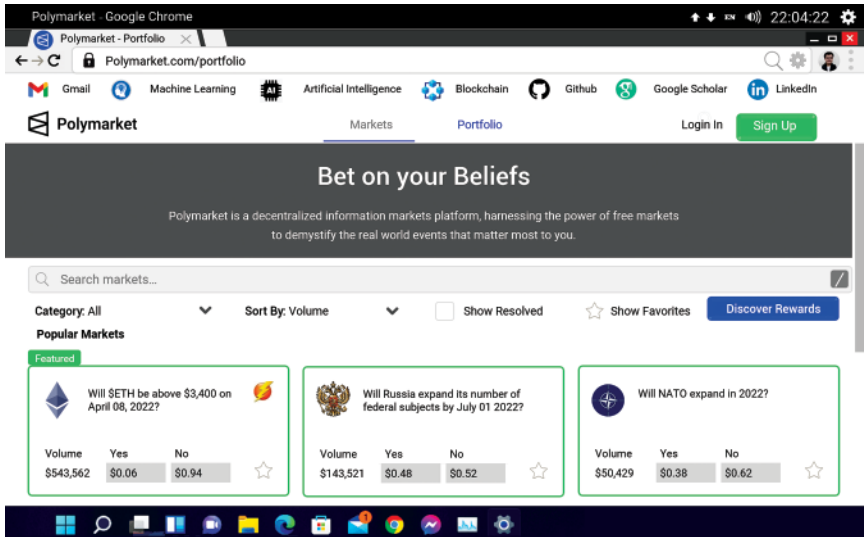 Polymarket - Google Chrome
EN
22:04:22
Polymarket - Portfolio
Polymarket.com/portfolio
Gmail
Machine Learning
AI
Artificial Intelligence
Blockchain
Github
Google Scholar
in LinkedIn
Polymarket
Markets
Portfolio
Login In
Sign Up
Bet on your Beliefs
Polymarket is a decentralized information markets platform, harnessing the power of free markets
to demystify the real world events that matter most to you.
Search markets...
Category: All
Sort By: Volume
Show Resolved
Show Favorites
Discover Rewards
Popular Markets
Featured
Will $ETH be above $3,400 on
April 08, 2022?
Volume Yes No
$543,562 $0.06 $0.94
Will Russia expand its number of
federal subjects by July 01 2022?
Volume Yes No
$143,521 $0.48 $0.52
Will NATO expand in 2022?
Volume Yes No
$50,429 $0.38 $0.62